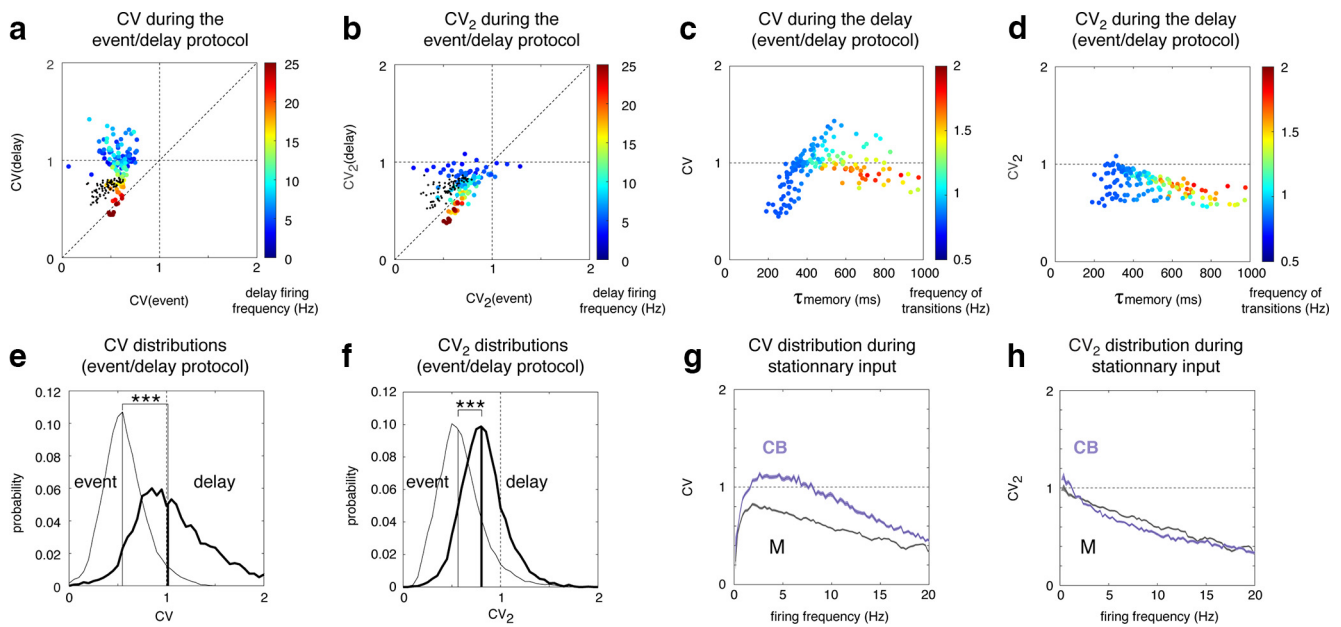 a
CV during the
event/delay protocol
2
1
0
CV(delay)
0
1
2
CV(event)
25
20
15
10
5
0
delay firing
frequency (Hz)
b
CV2 during the
event/delay protocol
2
1
0
CV2(delay)
0
1
2
CV2(event)
25
20
15
10
5
0
delay firing
frequency (Hz)
c
CV during the delay
(event/delay protocol)
2
1
0
CV
200 400 600 800 1000
τmemory (ms)
2
1.5
1
0.5
frequency of
transitions (Hz)
d
CV2 during the delay
(event/delay protocol)
2
1
0
CV2
200 400 600 800 1000
τmemory (ms)
2
1.5
1
0.5
frequency of
transitions (Hz)
e
CV distributions
(event/delay protocol)
0.10
0.08
0.06
0.04
0.02
0.00
probability
***
event
delay
0
1
2
CV
f
CV2 distributions
(event/delay protocol)
0.10
0.08
0.06
0.04
0.02
0.00
probability
***
event
delay
0
1
2
CV2
g
CV distribution during
stationnary input
2
1
0
CV
CB
M
0 5 10 15 20
firing frequency (Hz)
h
CV2 distribution during
stationnary input
2
1
0
CV2
CB
M
0 5 10 15 20
firing frequency (Hz)